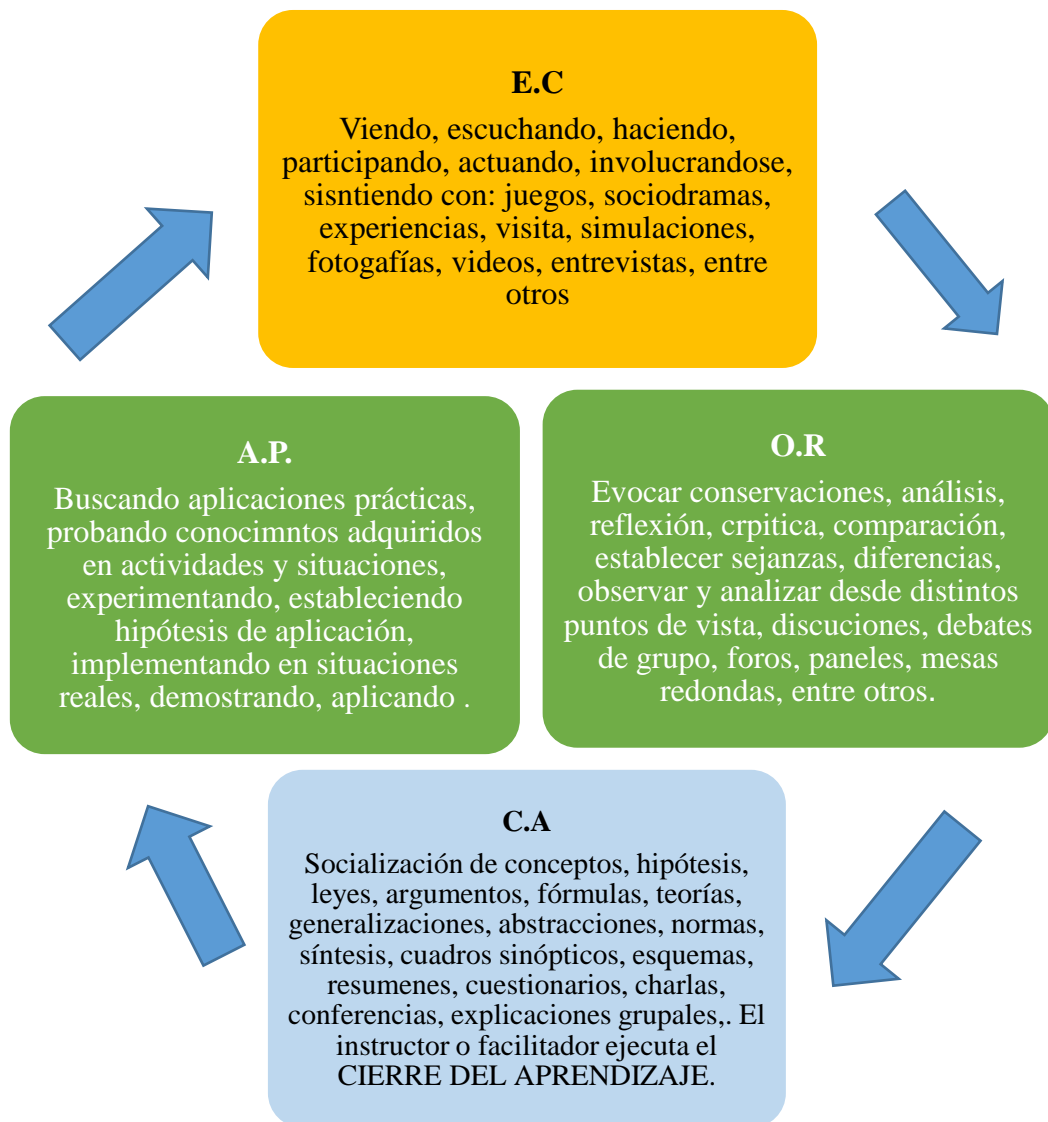 E.C
Viendo, escuchando, haciendo,
participando, actuando, involucrandose,
sisntiendo con: juegos, sociodramas,
experiencias, visita, simulaciones,
fotogafías, videos, entrevistas, entre
otros
A.P.
Buscando aplicaciones prácticas,
probando conocimntos adquiridos
en actividades y situaciones,
experimentando, estableciendo
hipótesis de aplicación,
implementando en situaciones
reales, demostrando, aplicando .
O.R
Evocar conservaciones, análisis,
reflexión, crpitica, comparación,
establecer sejanzas, diferencias,
observar y analizar desde distintos
puntos de vista, discuciones, debates
de grupo, foros, paneles, mesas
redondas, entre otros.
C.A
Socialización de conceptos, hipótesis,
leyes, argumentos, fórmulas, teorías,
generalizaciones, abstracciones, normas,
síntesis, cuadros sinópticos, esquemas,
resumenes, cuestionarios, charlas,
conferencias, explicaciones grupales,. El
instructor o facilitador ejecuta el
CIERRE DEL APRENDIZAJE.